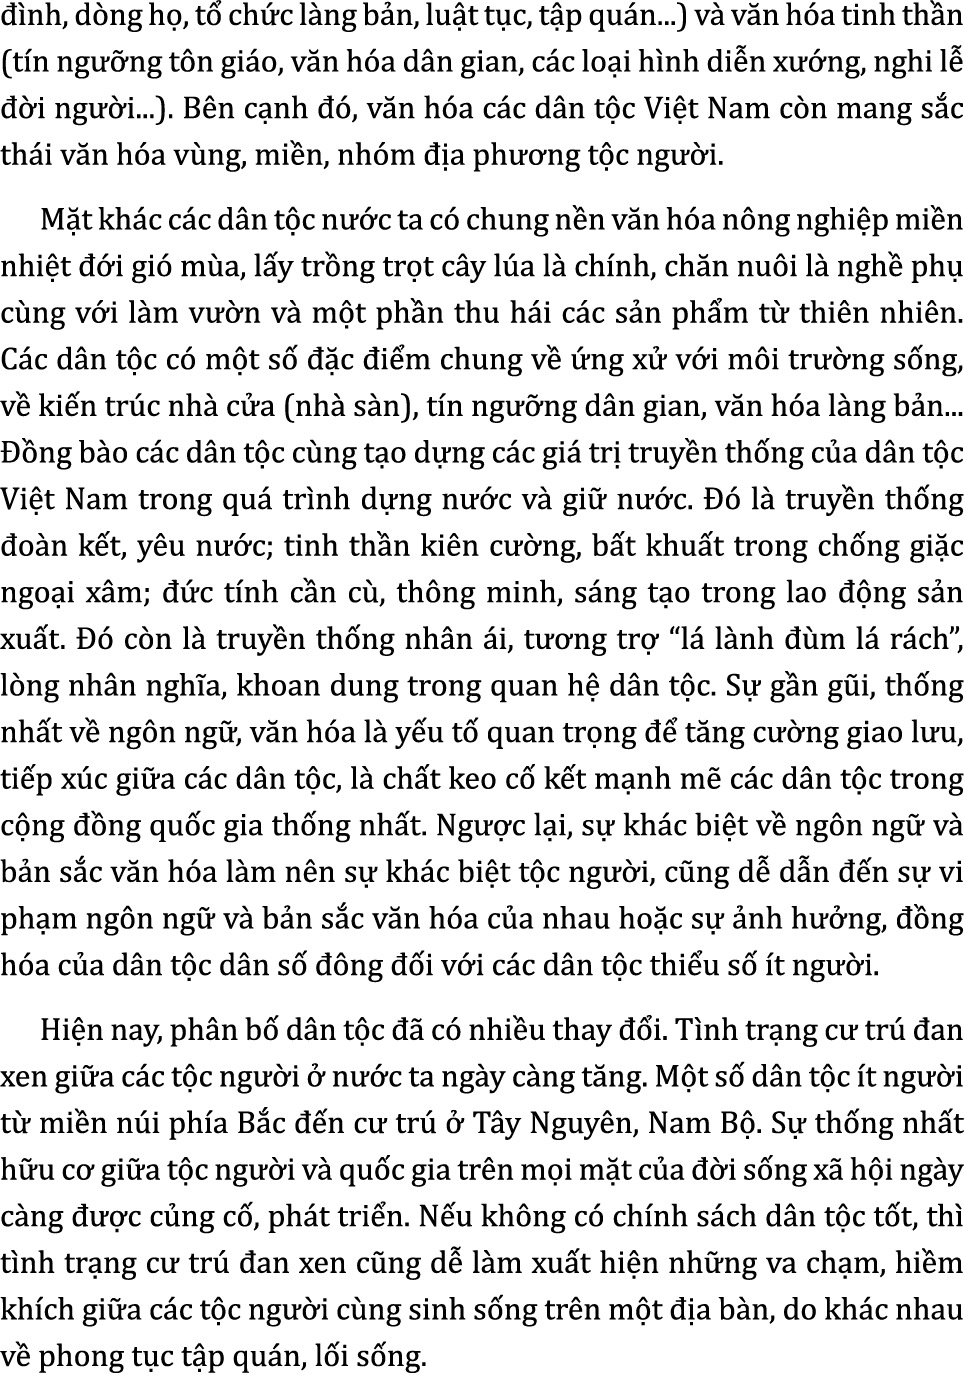 đình, dòng họ, tổ chức làng bản, luật tục, tập quán...) và văn hóa tinh thần
(tín ngưỡng tôn giáo, văn hóa dân gian, các loại hình diễn xướng, nghi lễ
đời người...). Bên cạnh đó, văn hóa các dân tộc Việt Nam còn mang sắc
thái văn hóa vùng, miền, nhóm địa phương tộc người.
Mặt khác các dân tộc nước ta có chung nền văn hóa nông nghiệp miền
nhiệt đới gió mùa, lấy trồng trọt cây lúa là chính, chăn nuôi là nghề phụ
cùng với làm vườn và một phần thu hái các sản phẩm từ thiên nhiên.
Các dân tộc có một số đặc điểm chung về ứng xử với môi trường sống,
về kiến trúc nhà cửa (nhà sàn), tín ngưỡng dân gian, văn hóa làng bản...
Đồng bào các dân tộc cùng tạo dựng các giá trị truyền thống của dân tộc
Việt Nam trong quá trình dựng nước và giữ nước. Đó là truyền thống
đoàn kết, yêu nước; tinh thần kiên cường, bất khuất trong chống giặc
ngoại xâm; đức tính cần cù, thông minh, sáng tạo trong lao động sản
xuất. Đó còn là truyền thống nhân ái, tương trợ “lá lành đùm lá rách”,
lòng nhân nghĩa, khoan dung trong quan hệ dân tộc. Sự gần gũi, thống
nhất về ngôn ngữ, văn hóa là yếu tố quan trọng để tăng cường giao lưu,
tiếp xúc giữa các dân tộc, là chất keo cố kết mạnh mẽ các dân tộc trong
cộng đồng quốc gia thống nhất. Ngược lại, sự khác biệt về ngôn ngữ và
bản sắc văn hóa làm nên sự khác biệt tộc người, cũng dễ dẫn đến sự vi
phạm ngôn ngữ và bản sắc văn hóa của nhau hoặc sự ảnh hưởng, đồng
hóa của dân tộc dân số đông đối với các dân tộc thiểu số ít người.
Hiện nay, phân bố dân tộc đã có nhiều thay đổi. Tình trạng cư trú đan
xen giữa các tộc người ở nước ta ngày càng tăng. Một số dân tộc ít người
từ miền núi phía Bắc đến cư trú ở Tây Nguyên, Nam Bộ. Sự thống nhất
hữu cơ giữa tộc người và quốc gia trên mọi mặt của đời sống xã hội ngày
càng được củng cố, phát triển. Nếu không có chính sách dân tộc tốt, thì
tình trạng cư trú đan xen cũng dễ làm xuất hiện những va chạm, hiềm
khích giữa các tộc người cùng sinh sống trên một địa bàn, do khác nhau
về phong tục tập quán, lối sống.